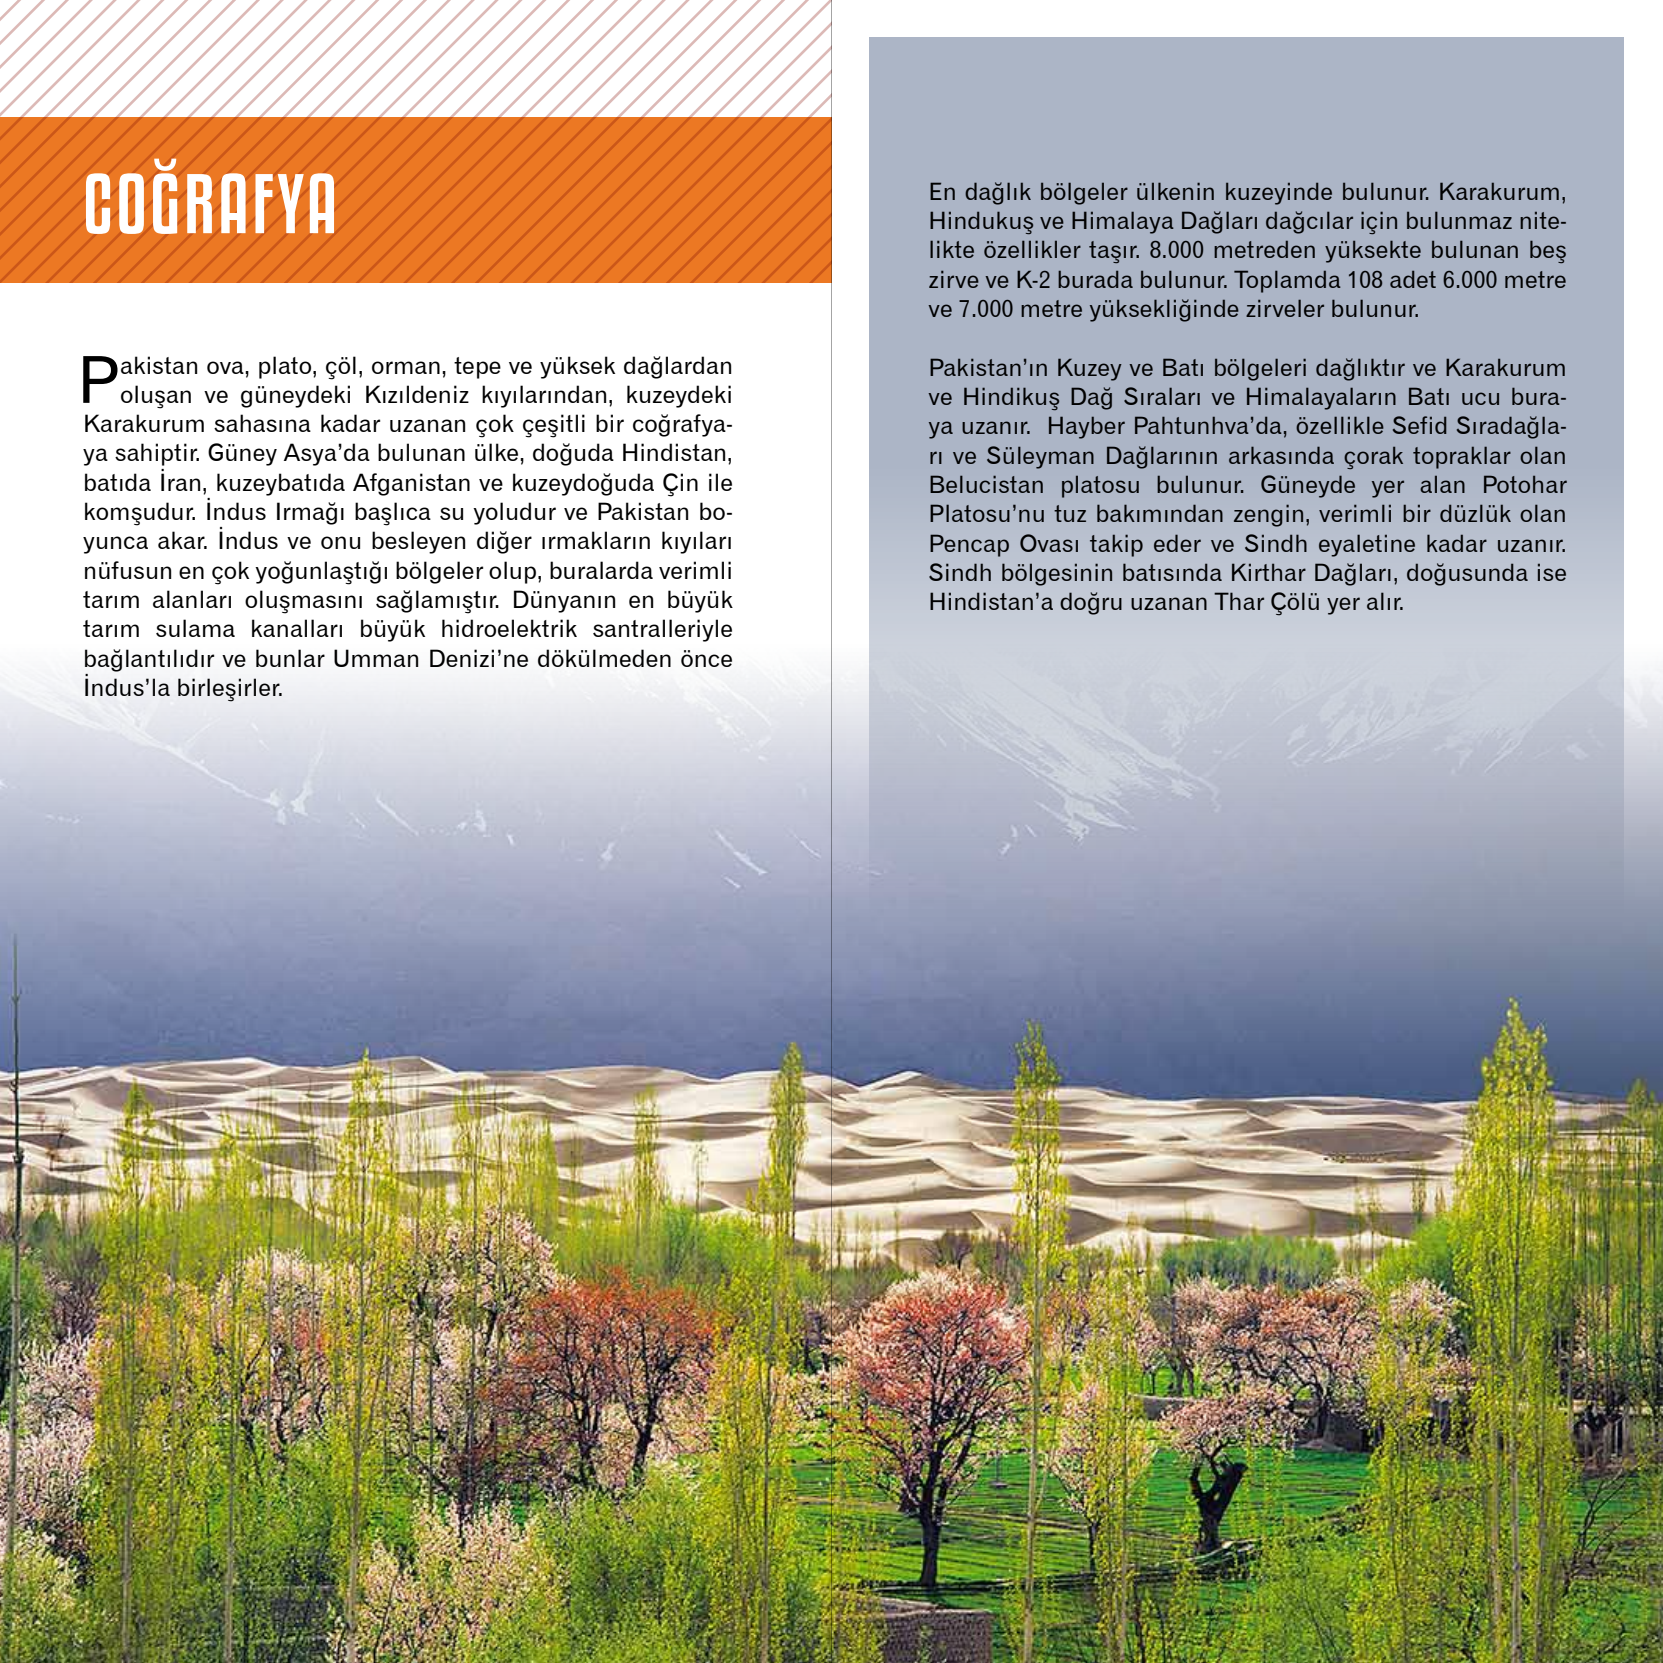 COĞRAFYA
Pakistan ova, plato, çöl, orman, tepe ve yüksek dağlardan
oluşan ve güneydeki Kızıldeniz kıyılarından, kuzeydeki
Karakurum sahasına kadar uzanan çok çeşitli bir coğrafya-
ya sahiptir. Güney Asya’da bulunan ülke, doğuda Hindistan,
batıda İran, kuzeybatıda Afganistan ve kuzeydoğuda Çin ile
komşudur. İndus Irmağı başlıca su yoludur ve Pakistan bo-
yunca akar. İndus ve onu besleyen diğer ırmakların kıyıları
nüfusun en çok yoğunlaştığı bölgeler olup, buralarda verimli
tarım alanları oluşmasını sağlamıştır. Dünyanın en büyük
tarım sulama kanalları büyük hidroelektrik santralleriyle
bağlantılıdır ve bunlar Umman Denizi’ne dökülmeden önce
İndus’la birleşirler.
En dağlık bölgeler ülkenin kuzeyinde bulunur. Karakurum,
Hindukuş ve Himalaya Dağları dağcılar için bulunmaz nite-
likte özellikler taşır. 8.000 metreden yüksekte bulunan beş
zirve ve K-2 burada bulunur. Toplamda 108 adet 6.000 metre
ve 7.000 metre yüksekliğinde zirveler bulunur.
Pakistan’ın Kuzey ve Batı bölgeleri dağlıktır ve Karakurum
ve Hindikuş Dağ Sıraları ve Himalayaların Batı ucu bura-
ya uzanır.  Hayber Pahtunhva’da, özellikle Sefid Sıradağla-
rı ve Süleyman Dağlarının arkasında çorak topraklar olan
Belucistan platosu bulunur. Güneyde yer alan Potohar
Platosu’nu tuz bakımından zengin, verimli bir düzlük olan
Pencap Ovası takip eder ve Sindh eyaletine kadar uzanır.
Sindh bölgesinin batısında Kirthar Dağları, doğusunda ise
Hindistan’a doğru uzanan Thar Çölü yer alır.